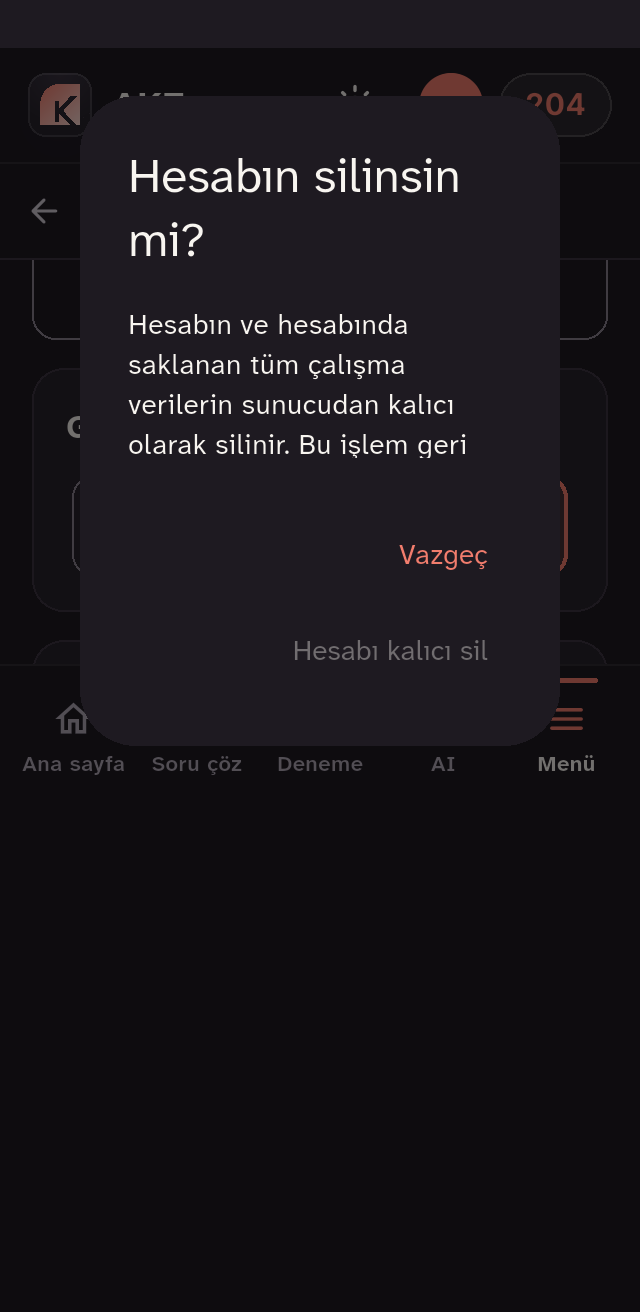 204
Hesabın silinsin
mi?
Hesabın ve hesabında
saklanan tüm çalışma
verilerin sunucudan kalıcı
olarak silinir. Bu işlem geri
Vazgeç
Hesabı kalıcı sil
Ana sayfa
Soru çöz
Deneme
AI
Menü